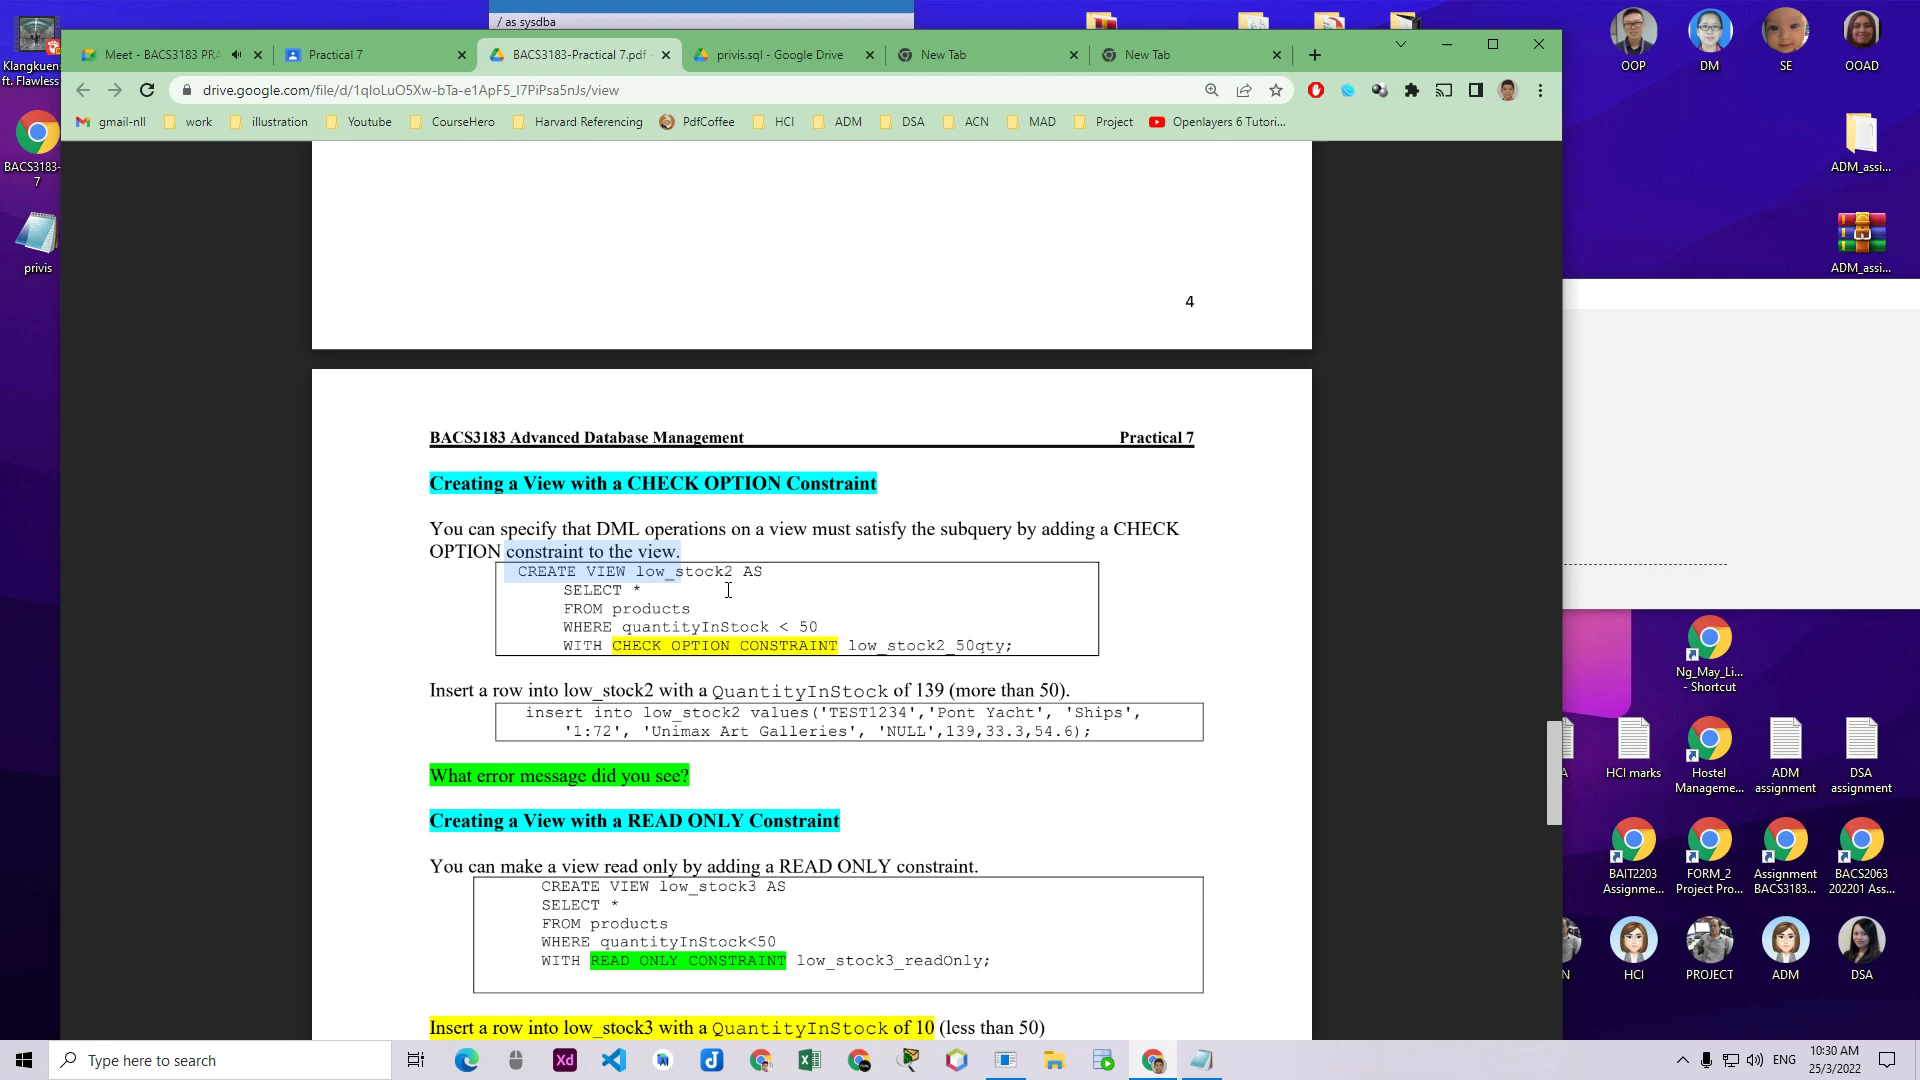 / as sysdba
Meet - BACS3183 PRA
Practical 7
BACS3183-Practical 7.pdf -
privis.sql - Google Drive
New Tab
New Tab
drive.google.com/file/d/1qIoLuO5Xw-bTa-e1ApF5_I7PiPsa5nJs/view
gmail-nll
work
illustration
Youtube
CourseHero
Harvard Referencing
PdfCoffee
HCI
ADM
DSA
ACN
MAD
Project
Openlayers 6 Tutori...
Klangkuen
ft. Flawless
BACS3183-
7
privis
OOP
DM
SE
OOAD
ADM_assi...
ADM_assi...
4
BACS3183 Advanced Database Management Practical 7
Creating a View with a CHECK OPTION Constraint
You can specify that DML operations on a view must satisfy the subquery by adding a CHECK
OPTION constraint to the view.
CREATE VIEW low_stock2 AS
SELECT *
FROM products
WHERE quantityInStock < 50
WITH CHECK OPTION CONSTRAINT low_stock2_50qty;
Insert a row into low_stock2 with a QuantityInStock of 139 (more than 50).
insert into low_stock2 values('TEST1234','Pont Yacht', 'Ships',
'1:72', 'Unimax Art Galleries', 'NULL',139,33.3,54.6);
What error message did you see?
Creating a View with a READ ONLY Constraint
You can make a view read only by adding a READ ONLY constraint.
CREATE VIEW low_stock3 AS
SELECT *
FROM products
WHERE quantityInStock<50
WITH READ ONLY CONSTRAINT low_stock3_readOnly;
Insert a row into low_stock3 with a QuantityInStock of 10 (less than 50)
Ng_May_Li...
- Shortcut
HCI marks
Hostel
Manageme...
ADM
assignment
DSA
assignment
BAIT2203
Assignme...
FORM_2
Project Pro...
Assignment
BACS3183...
BACS2063
202201 Ass...
HCI
PROJECT
ADM
DSA
Type here to search
Xd
ENG
10:30 AM
25/3/2022